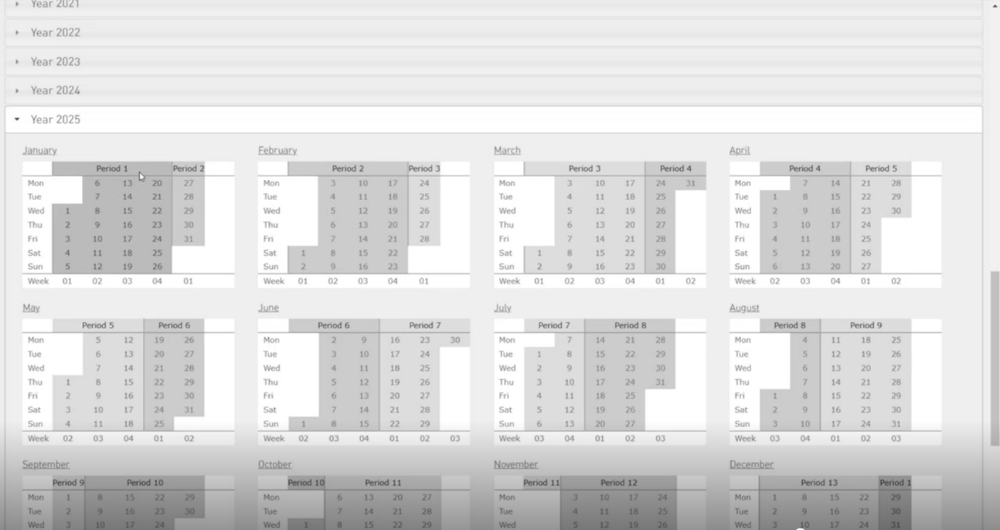 Year 2021
Year 2022
Year 2023
Year 2024
Year 2025
January February March April
Period 1 Period 2 Period 2 Period 3 Period 3 Period 4 Period 4 Period 5
Mon 6 13 20 27 Mon 3 10 17 24 Mon 3 10 17 24 31 Mon 7 14 21 28
Tue 7 14 21 28 Tue 4 11 18 25 Tue 4 11 18 25 Tue 1 8 15 22 29
Wed 1 8 15 22 29 Wed 5 12 19 26 Wed 5 12 19 26 Wed 2 9 16 23 30
Thu 2 9 16 23 30 Thu 6 13 20 27 Thu 6 13 20 27 Thu 3 10 17 24
Fri 3 10 17 24 31 Fri 7 14 21 28 Fri 7 14 21 28 Fri 4 11 18 25
Sat 4 11 18 25 Sat 1 8 15 22 Sat 1 8 15 22 29 Sat 5 12 19 26
Sun 5 12 19 26 Sun 2 9 16 23 Sun 2 9 16 23 30 Sun 6 13 20 27
Week 01 02 03 04 01 Week 01 02 03 04 01 Week 01 02 03 04 01 02 Week 02 03 04 01 02
May June July August
Period 5 Period 6 Period 6 Period 7 Period 7 Period 8 Period 8 Period 9
Mon 5 12 19 26 Mon 2 9 16 23 30 Mon 7 14 21 28 Mon 4 11 18 25
Tue 6 13 20 27 Tue 3 10 17 24 Tue 1 8 15 22 29 Tue 5 12 19 26
Wed 7 14 21 28 Wed 4 11 18 25 Wed 2 9 16 23 30 Wed 6 13 20 27
Thu 1 8 15 22 29 Thu 5 12 19 26 Thu 3 10 17 24 31 Thu 7 14 21 28
Fri 2 9 16 23 30 Fri 6 13 20 27 Fri 4 11 18 25 Fri 1 8 15 22 29
Sat 3 10 17 24 31 Sat 7 14 21 28 Sat 5 12 19 26 Sat 2 9 16 23 30
Sun 4 11 18 25 Sun 1 8 15 22 29 Sun 6 13 20 27 Sun 3 10 17 24 31
Week 02 03 04 01 02 Week 02 03 04 01 02 03 Week 03 04 01 02 03 Week 03 04 01 02 03
September October November December
Period 9 Period 10 Period 10 Period 11 Period 11 Period 12 Period 13 Period 1
Mon 1 8 15 22 29 Mon 6 13 20 27 Mon 3 10 17 24 Mon 1 8 15 22 29
Tue 2 9 16 23 30 Tue 7 14 21 28 Tue 4 11 18 25 Tue 2 9 16 23 30
Wed 3 10 17 24 Wed 1 8 15 22 29 Wed 5 12 19 26 Wed 3 10 17 24 31